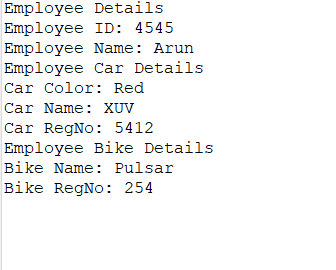 Employee Details
Employee ID: 4545
Employee Name: Arun
Employee Car Details
Car Color: Red
Car Name: XUV
Car RegNo: 5412
Employee Bike Details
Bike Name: Pulsar
Bike RegNo: 254